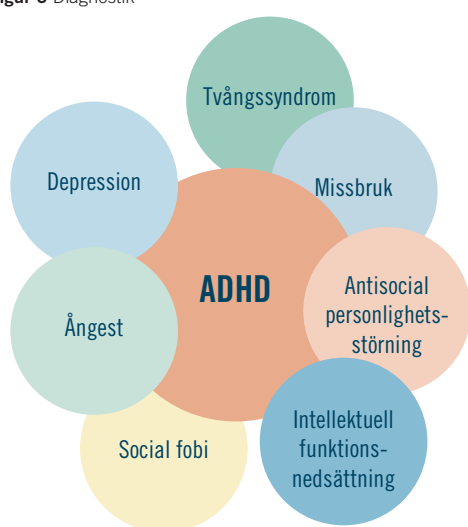 Diagnostik
Tvångssyndrom
Depression
Missbruk
ADHD
Antisocial
personlighets-
störning
Ångest
Intellektuell
funktions-
nedsättning
Social fobi